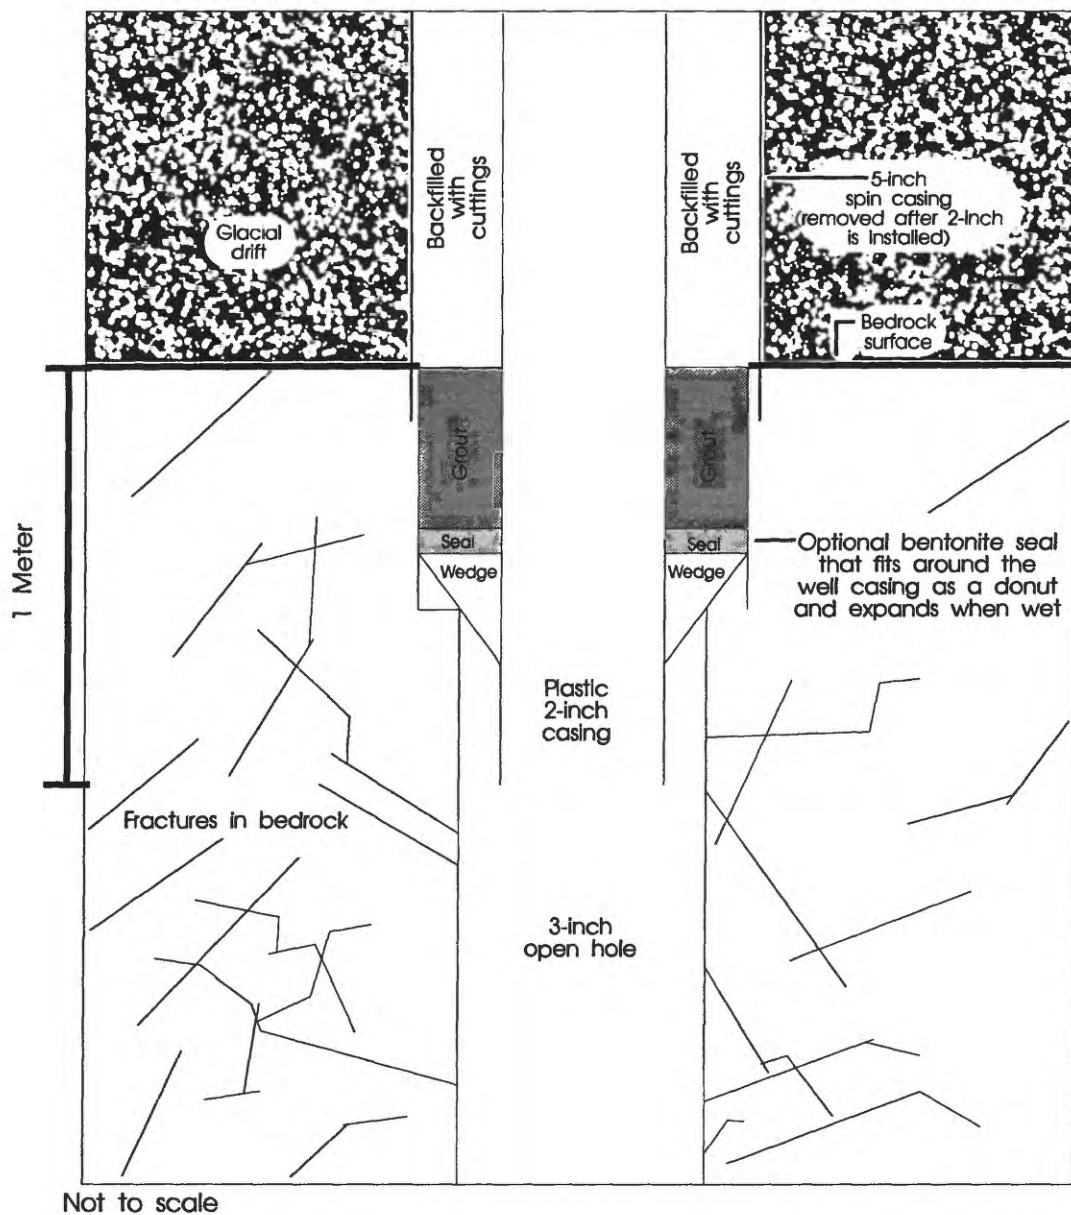 Backfilled
with
cuttings
Backfilled
with
cuttings
Glacial
drift
5-inch
spin casing
(removed after 2-inch
is installed)
Bedrock
surface
Grout
Grout
Seal
Seal
Wedge
Wedge
Optional bentonite seal
that fits around the
well casing as a donut
and expands when wet
1 Meter
Plastic
2-inch
casing
Fractures in bedrock
3-inch
open hole
Not to scale